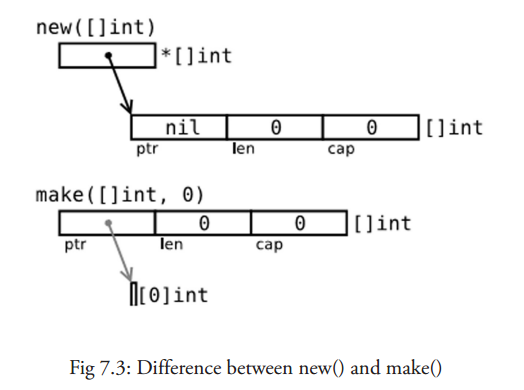 new([]int)
*[]int
nil 0 0 []int
ptr len cap
make([]int, 0)
0 0 []int
ptr len cap
[0]int
Fig 7.3: Difference between new() and make()